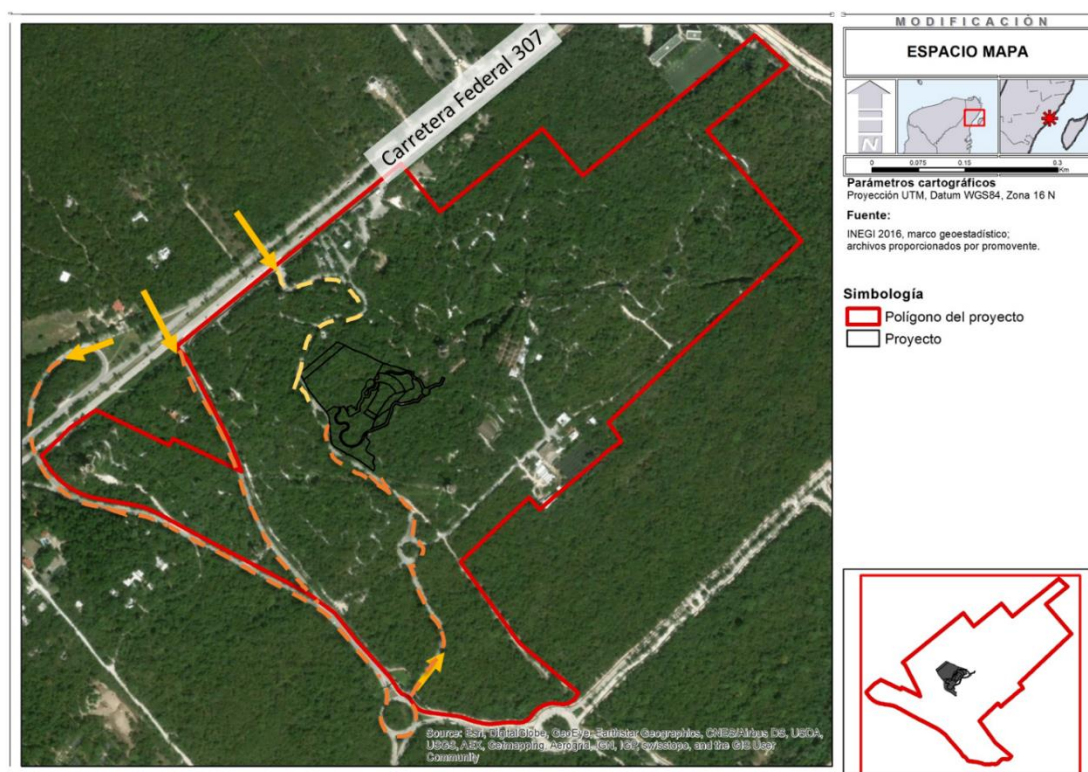 MODIFICACIÓN
ESPACIO MAPA
Carretera Federal 307
N
0 0.075 0.15 0.3
Km
Parámetros cartográficos
Proyección UTM, Datum WGS84, Zona 16 N
Fuente:
INEGI 2016, marco geoestadístico;
archivos proporcionados por promovente.
Simbología
Polígono del proyecto
Proyecto
Source: Esri, DigitalGlobe, GeoEye, Earthstar Geographics, CNES/Airbus DS, USDA,
USGS, AEX, Getmapping, Aerogrid, IGN, IGP, swisstopo, and the GIS User
Community